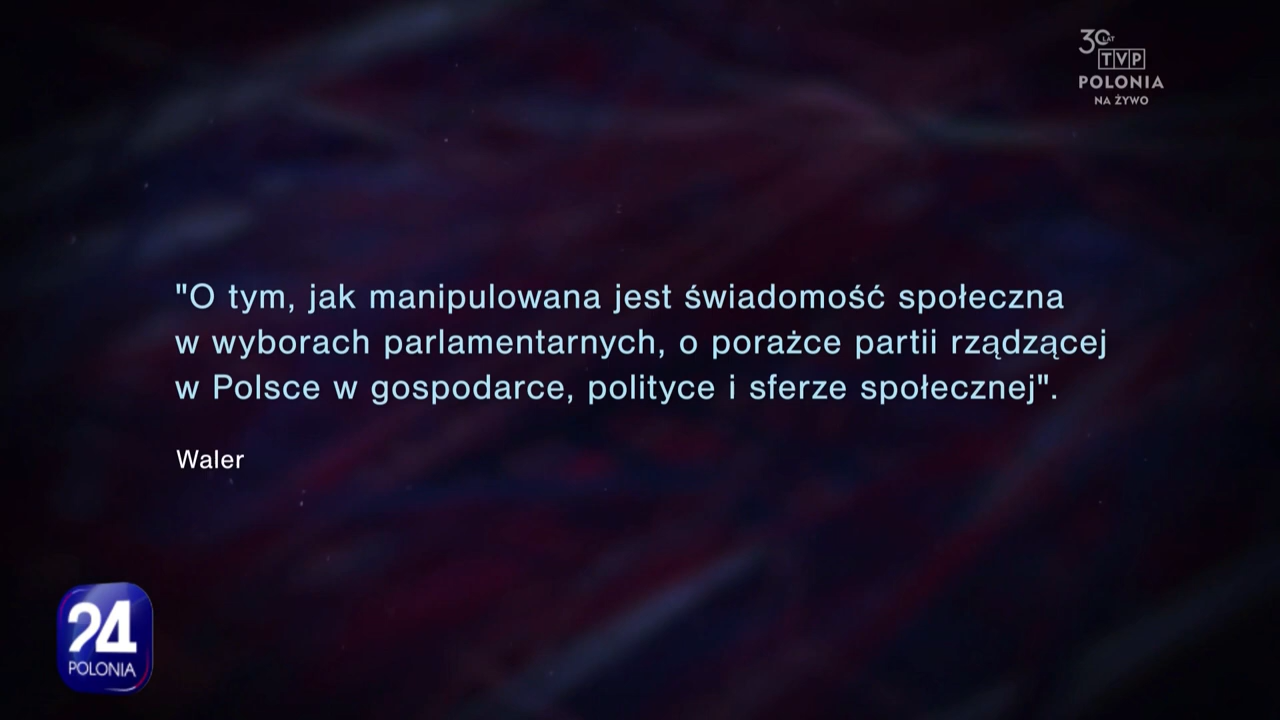 30 LAT
TVP
POLONIA
NA ŻYWO
"O tym, jak manipulowana jest świadomość społeczna
w wyborach parlamentarnych, o porażce partii rządzącej
w Polsce w gospodarce, polityce i sferze społecznej".
Waler
24
POLONIA